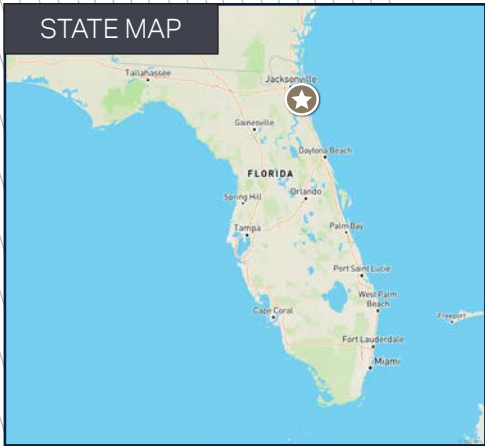 STATE MAP
Tallahassee
Jacksonville
Gainesville
Daytona Beach
FLORIDA
Spring Hill
Orlando
Tampa
Palm Bay
Port Saint Lucie
West Palm
Beach
Cape Coral
Freeport
Fort Lauderdale
Miami